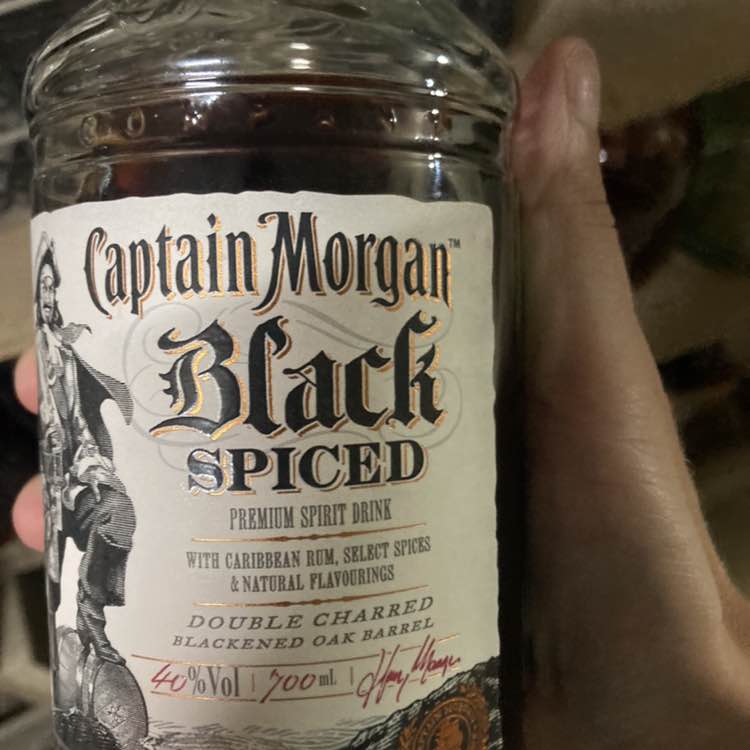 Captain Morgan™
Black
SPICED
PREMIUM SPIRIT DRINK
WITH CARIBBEAN RUM, SELECT SPICES
& NATURAL FLAVOURINGS
DOUBLE CHARRED
BLACKENED OAK BARREL
40%Vol | 700mL |